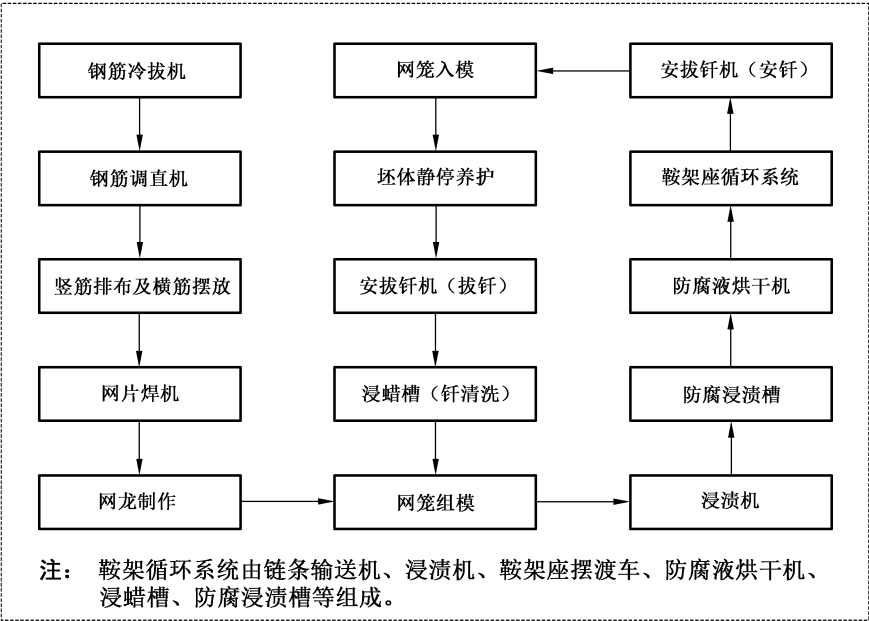 钢筋冷拔机
钢筋调直机
竖筋排布及横筋摆放
网片焊机
网龙制作
网笼入模
坯体静停养护
安拔钎机（拔钎）
浸蜡槽（钎清洗）
网笼组模
安拔钎机（安钎）
鞍架座循环系统
防腐液烘干机
防腐浸渍槽
浸渍机
注： 鞍架循环系统由链条输送机、浸渍机、鞍架座摆渡车、防腐液烘干机、
浸蜡槽、防腐浸渍槽等组成。